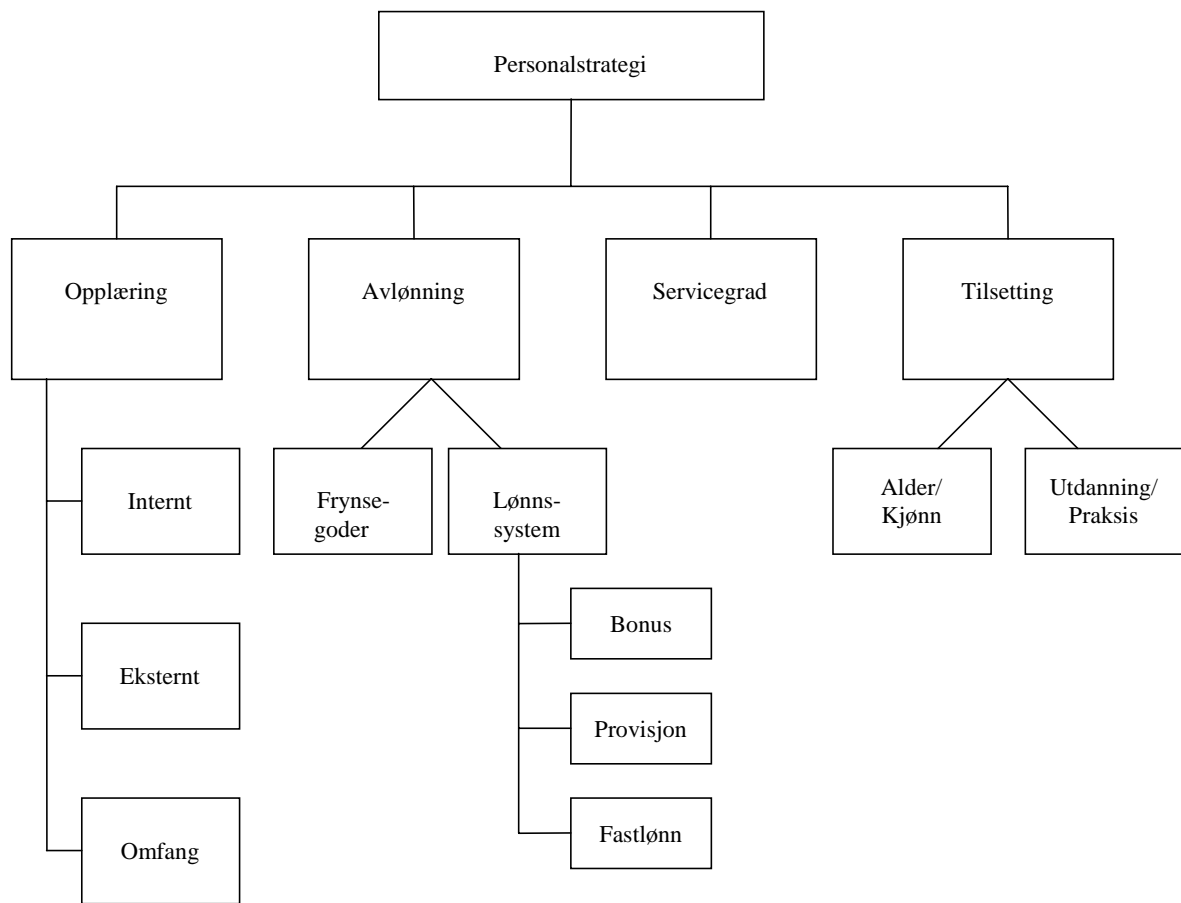 Personalstrategi
Opplæring
Avlønning
Servicegrad
Tilsetting
Internt
Frynse-
goder
Lønns-
system
Alder/
Kjønn
Utdanning/
Praksis
Bonus
Eksternt
Provisjon
Fastlønn
Omfang